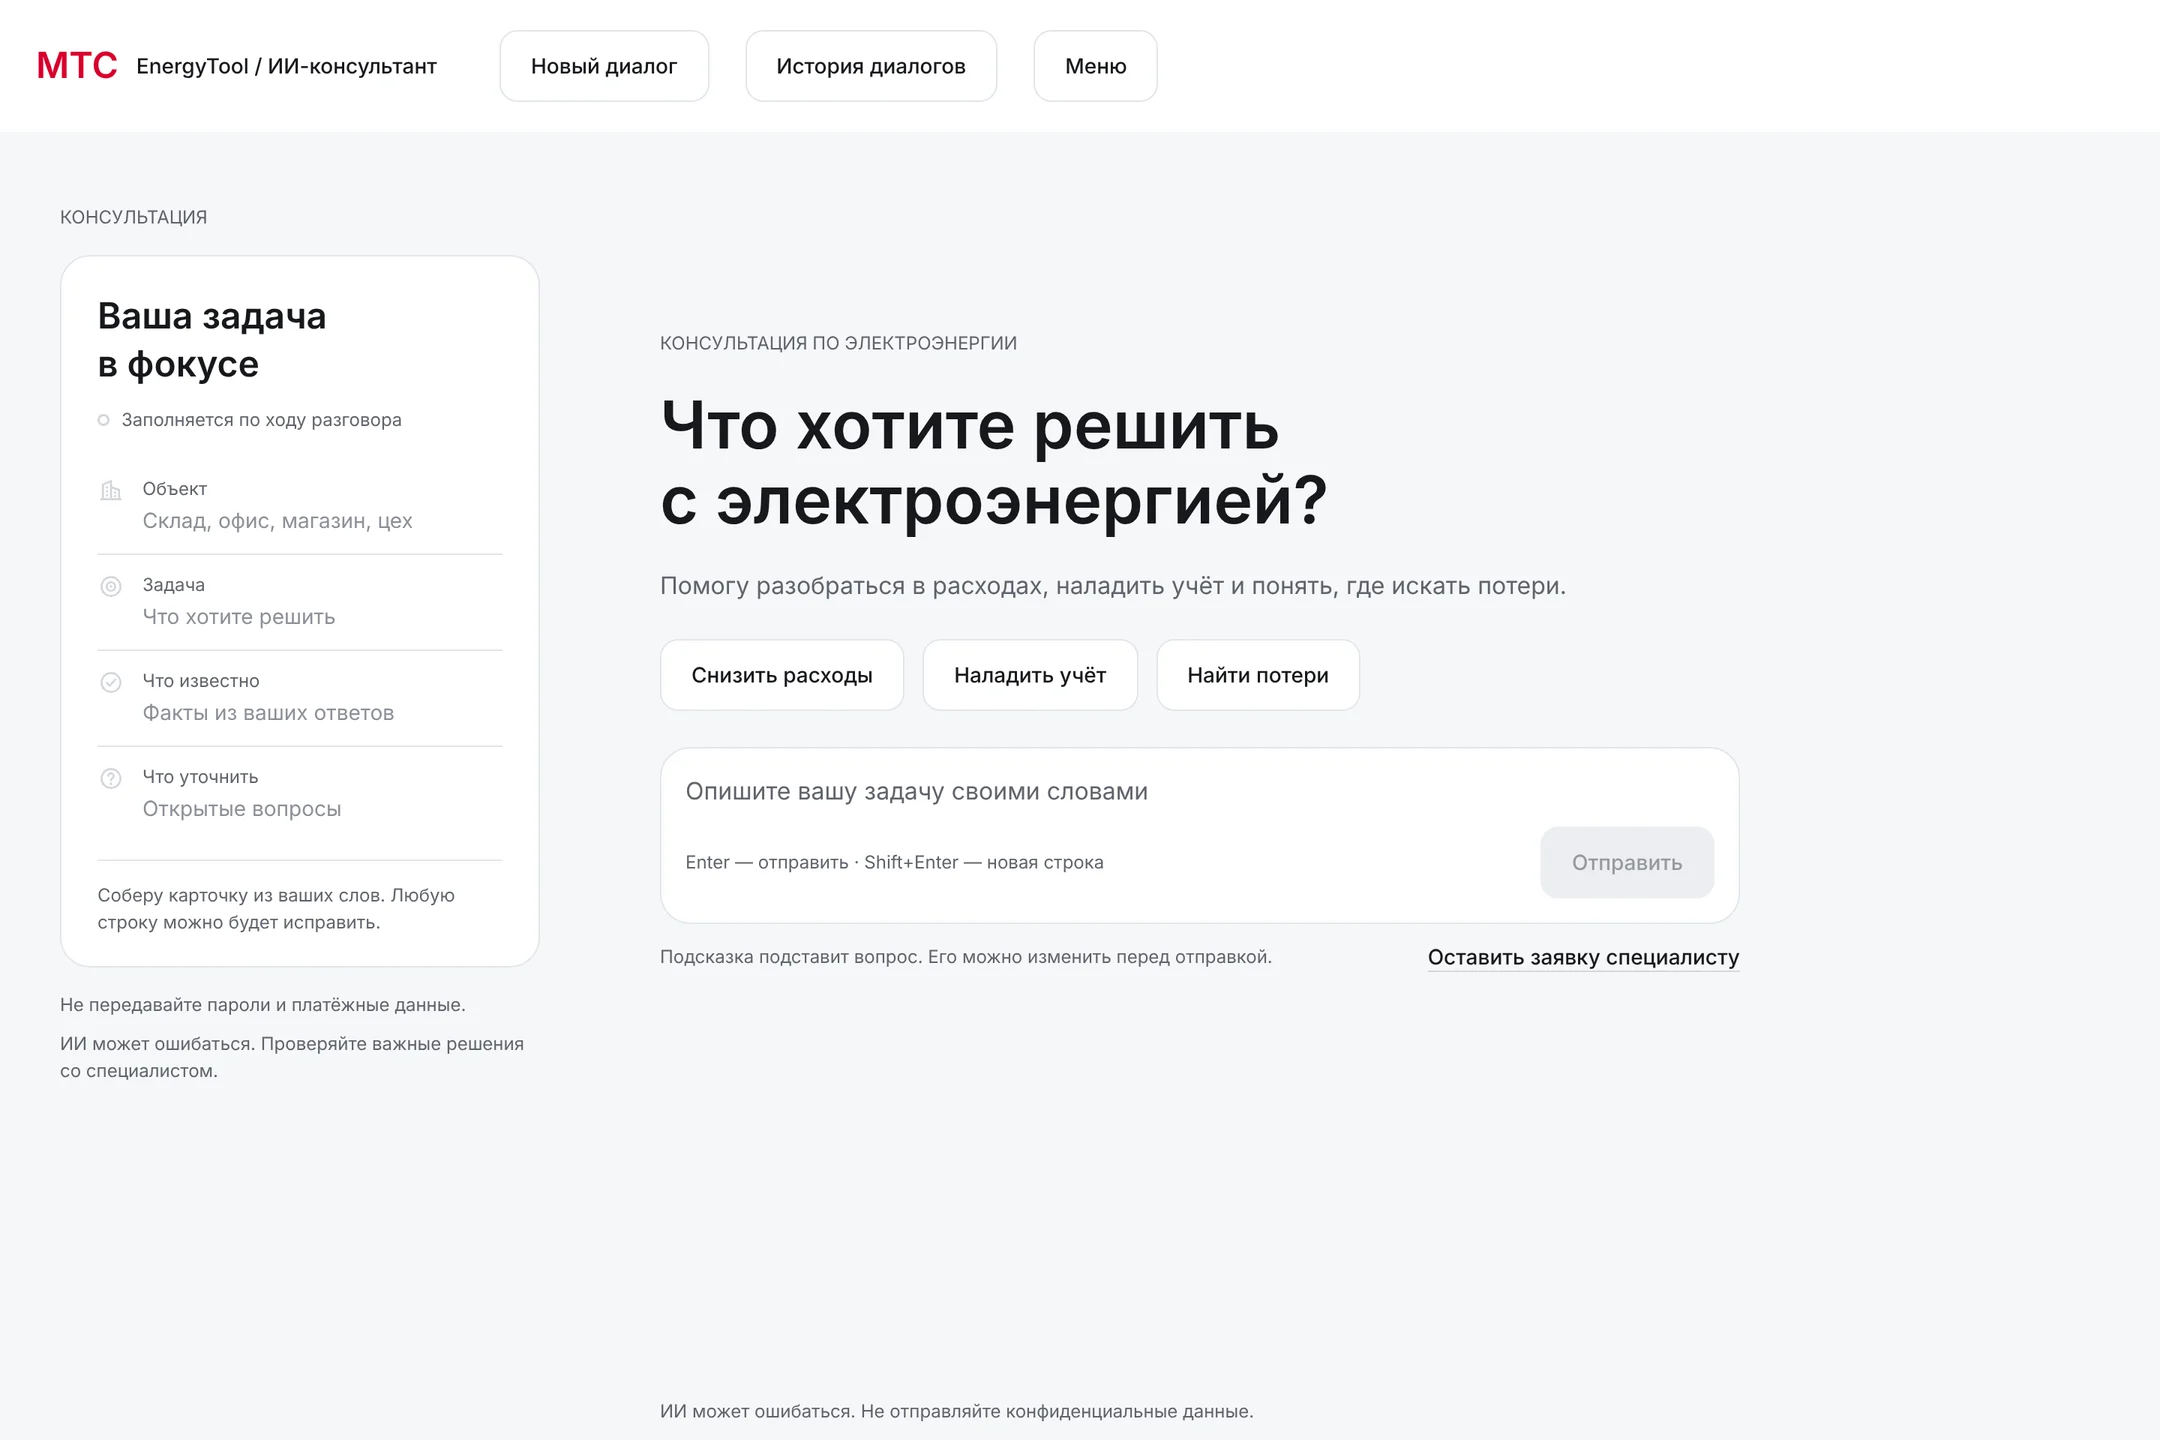 МТС EnergyTool / ИИ-консультант
Новый диалог
История диалогов
Меню
КОНСУЛЬТАЦИЯ
Ваша задача
в фокусе
Заполняется по ходу разговора
Объект
Склад, офис, магазин, цех
Задача
Что хотите решить
Что известно
Факты из ваших ответов
Что уточнить
Открытые вопросы
Соберу карточку из ваших слов. Любую
строку можно будет исправить.
Не передавайте пароли и платёжные данные.
ИИ может ошибаться. Проверяйте важные решения
со специалистом.
КОНСУЛЬТАЦИЯ ПО ЭЛЕКТРОЭНЕРГИИ
Что хотите решить
с электроэнергией?
Помогу разобраться в расходах, наладить учёт и понять, где искать потери.
Снизить расходы
Наладить учёт
Найти потери
Опишите вашу задачу своими словами
Enter — отправить · Shift+Enter — новая строка
Отправить
Подсказка подставит вопрос. Его можно изменить перед отправкой.
Оставить заявку специалисту
ИИ может ошибаться. Не отправляйте конфиденциальные данные.